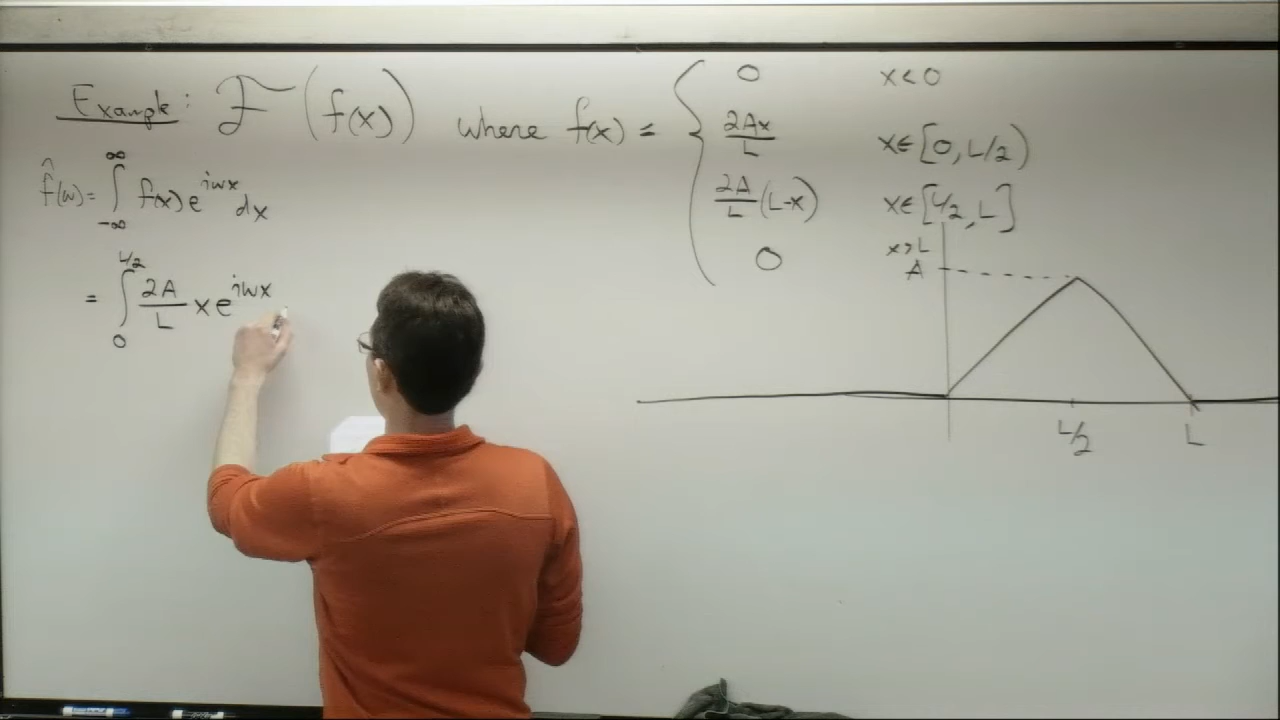 Example: ℱ(f(x)) where f(x) = {
0 x<0
2Ax/L x∈[0, L/2)
2A/L (L-x) x∈[L/2, L]
0 x>L
f̂(ω) = ∫_{-∞}^{∞} f(x) e^{iωx} dx
= ∫_0^{L/2} 2A/L x e^{iωx}
A
L/2 L